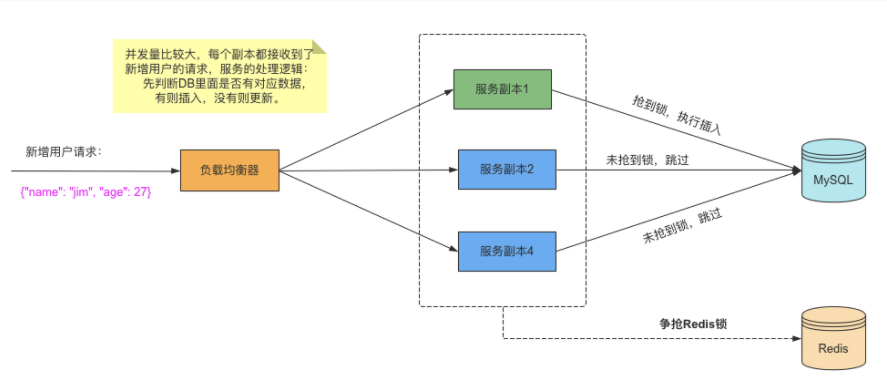 并发量比较大，每个副本都接收到了
新增用户的请求，服务的处理逻辑：
先判断DB里面是否有对应数据，
有则插入，没有则更新。
新增用户请求：
{"name": "jim", "age": 27}
负载均衡器
服务副本1
服务副本2
服务副本4
抢到锁，执行插入
未抢到锁，跳过
未抢到锁，跳过
MySQL
争抢Redis锁
Redis